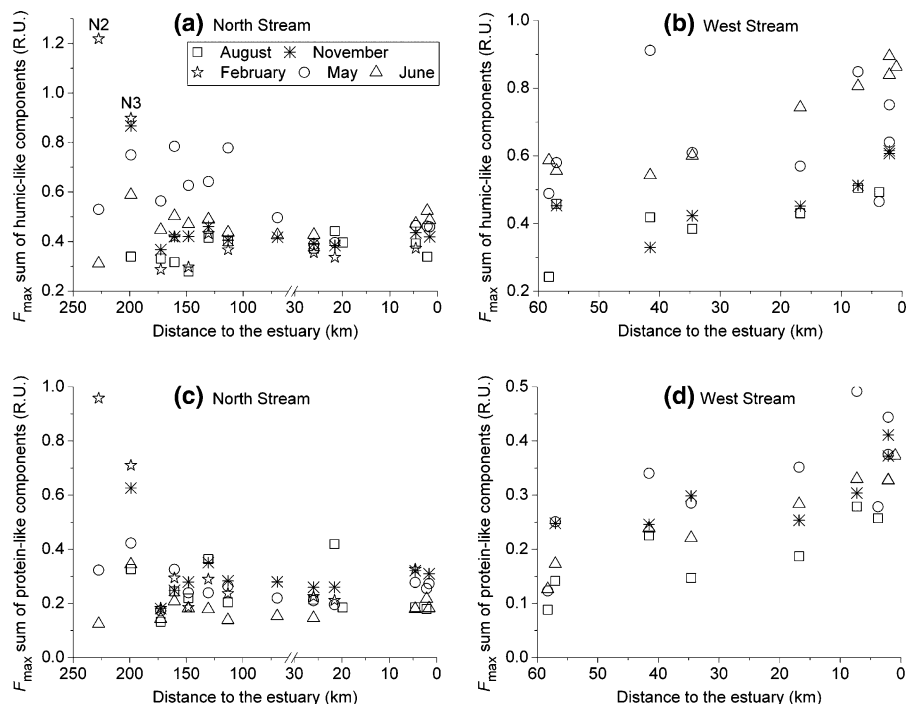 (a) North Stream
N2
N3
August November
February May June
F max sum of humic-like components (R.U.)
1.2
1.0
0.8
0.6
0.4
0.2
250 200 150 100 50 30 20 10 0
Distance to the estuary (km)
(b) West Stream
F max sum of humic-like components (R.U.)
1.0
0.8
0.6
0.4
0.2
60 50 40 30 20 10 0
Distance to the estuary (km)
(c) North Stream
F max sum of protein-like components (R.U.)
1.0
0.8
0.6
0.4
0.2
0.0
250 200 150 100 50 30 20 10 0
Distance to the estuary (km)
(d) West Stream
F max sum of protein-like components (R.U.)
0.5
0.4
0.3
0.2
0.1
0.0
60 50 40 30 20 10 0
Distance to the estuary (km)